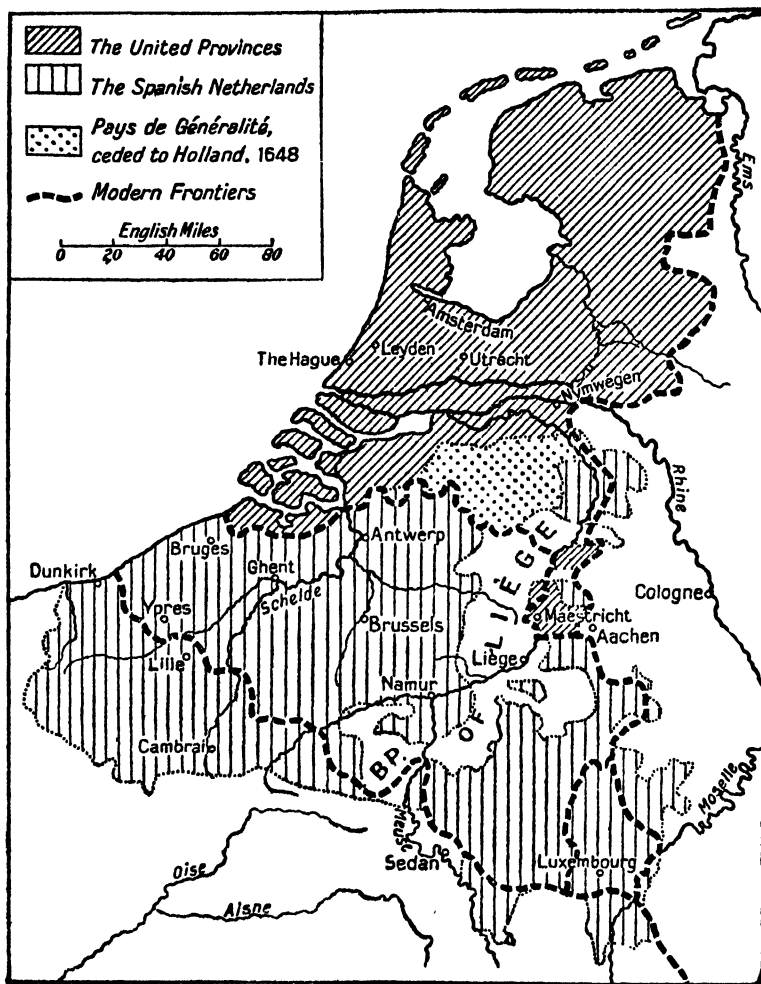 The United Provinces
The Spanish Netherlands
Pays de Généralité,
ceded to Holland, 1648
Modern Frontiers
English Miles
0 20 40 60 80
Ems
Amsterdam
Leyden
The Hague
Utrecht
Nymwegen
Rhine
Antwerp
Bruges
Ghent
Dunkirk
Schelde
Ypres
Brussels
Cologne
Maestricht
Aachen
Lille
Liège
Namur
BP OF LIÈGE
Cambrai
Moselle
Meuse
Sedan
Luxembourg
Oise
Aisne